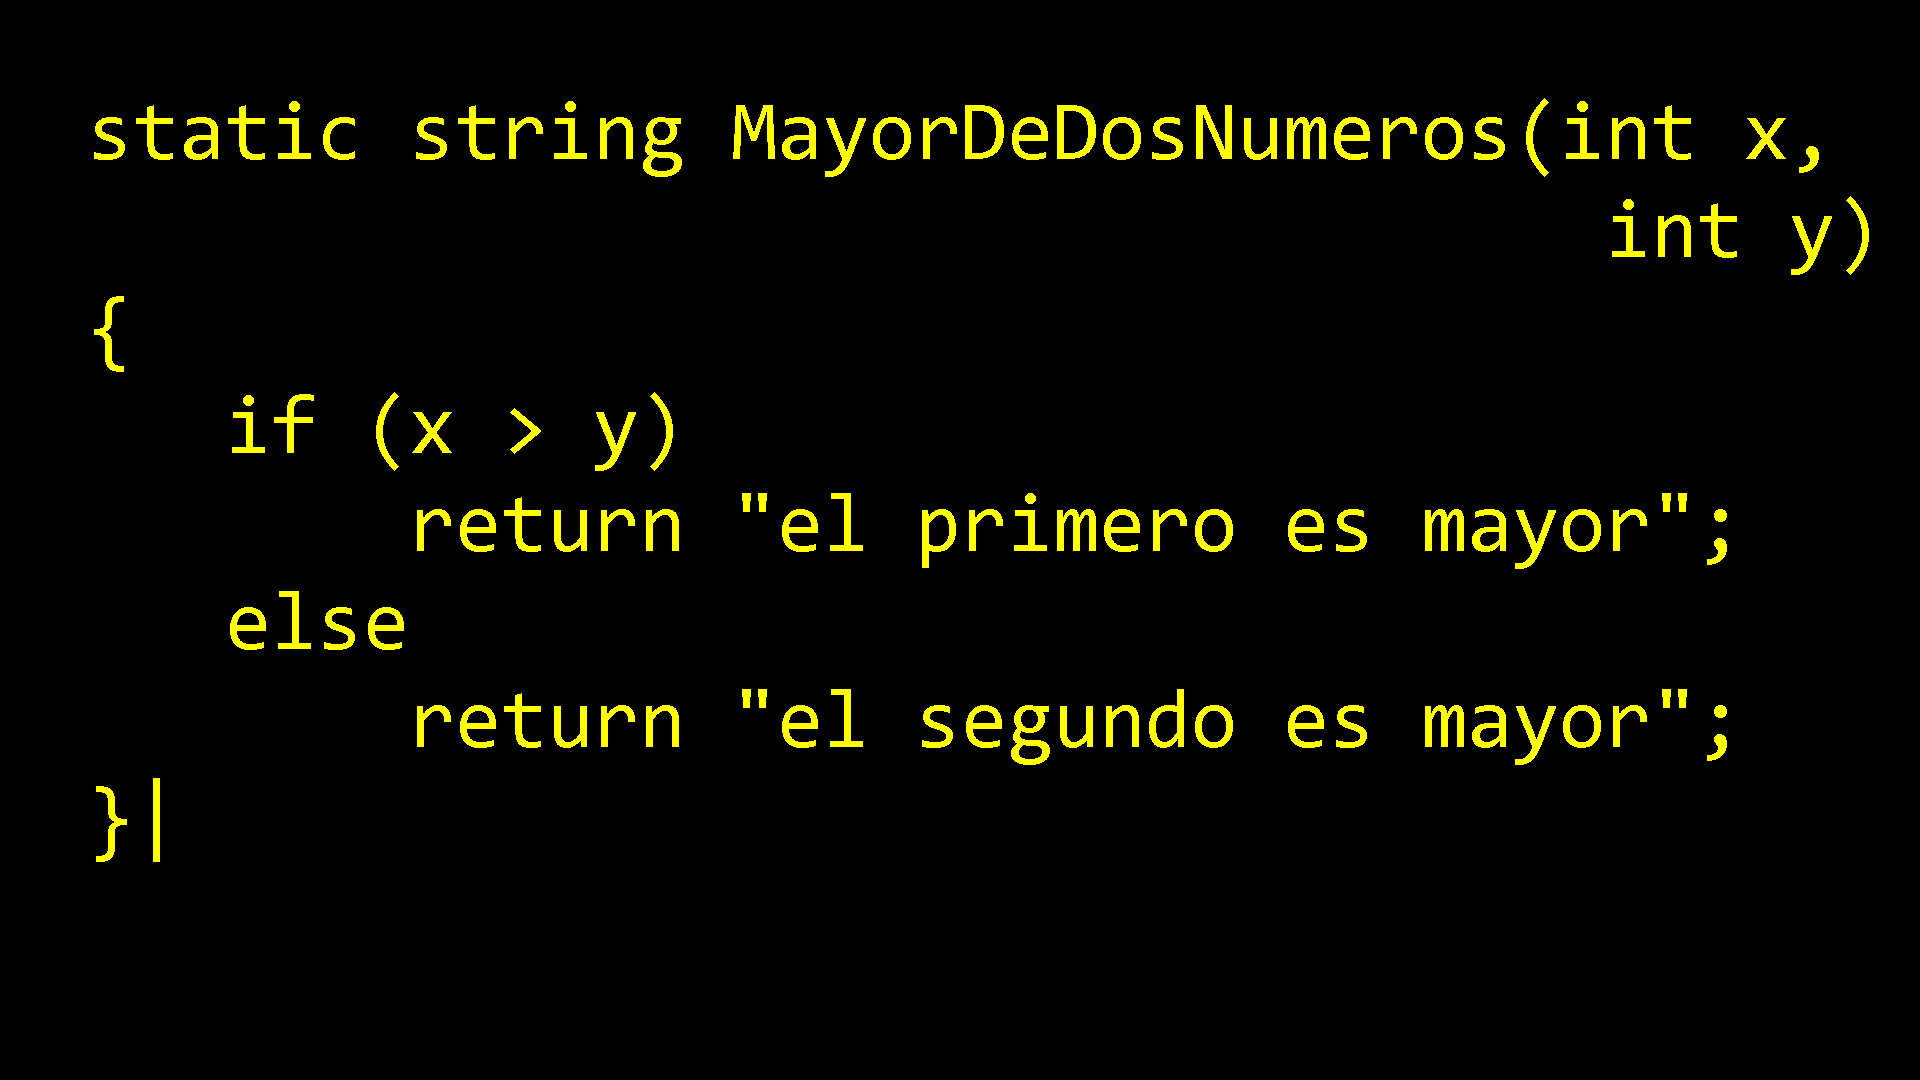 static string MayorDeDosNumeros(int x,
int y)
{
if (x > y)
return "el primero es mayor";
else
return "el segundo es mayor";
}|